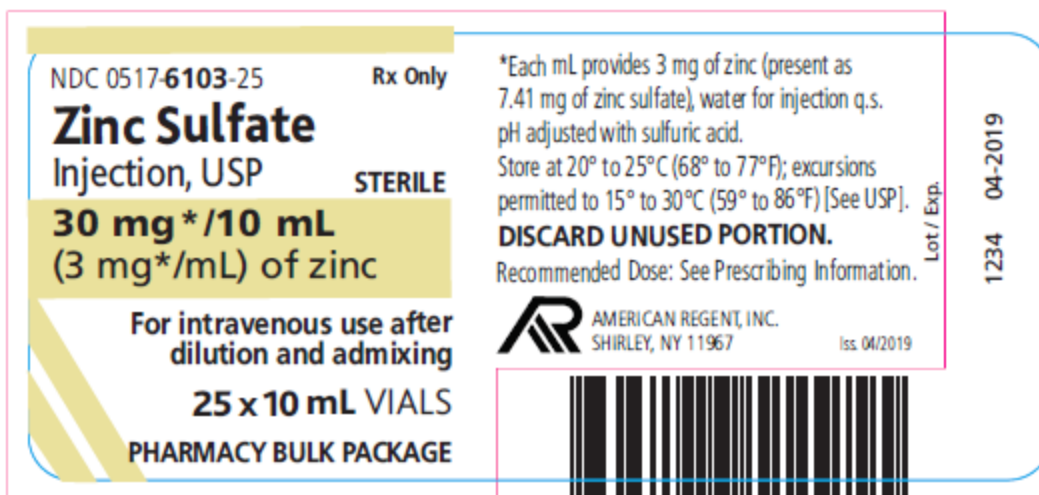 NDC 0517-6103-25 Rx Only
Zinc Sulfate
Injection, USP STERILE
30 mg*/10 mL
(3 mg*/mL) of zinc
For intravenous use after
dilution and admixing
25 x 10 mL VIALS
PHARMACY BULK PACKAGE
*Each mL provides 3 mg of zinc (present as
7.41 mg of zinc sulfate), water for injection q.s.
pH adjusted with sulfuric acid.
Store at 20° to 25°C (68° to 77°F); excursions
permitted to 15° to 30°C (59° to 86°F) [See USP].
DISCARD UNUSED PORTION.
Recommended Dose: See Prescribing Information.
AR
AMERICAN REGENT, INC.
SHIRLEY, NY 11967 Iss. 04/2019
Lot / Exp.
1234 04-2019